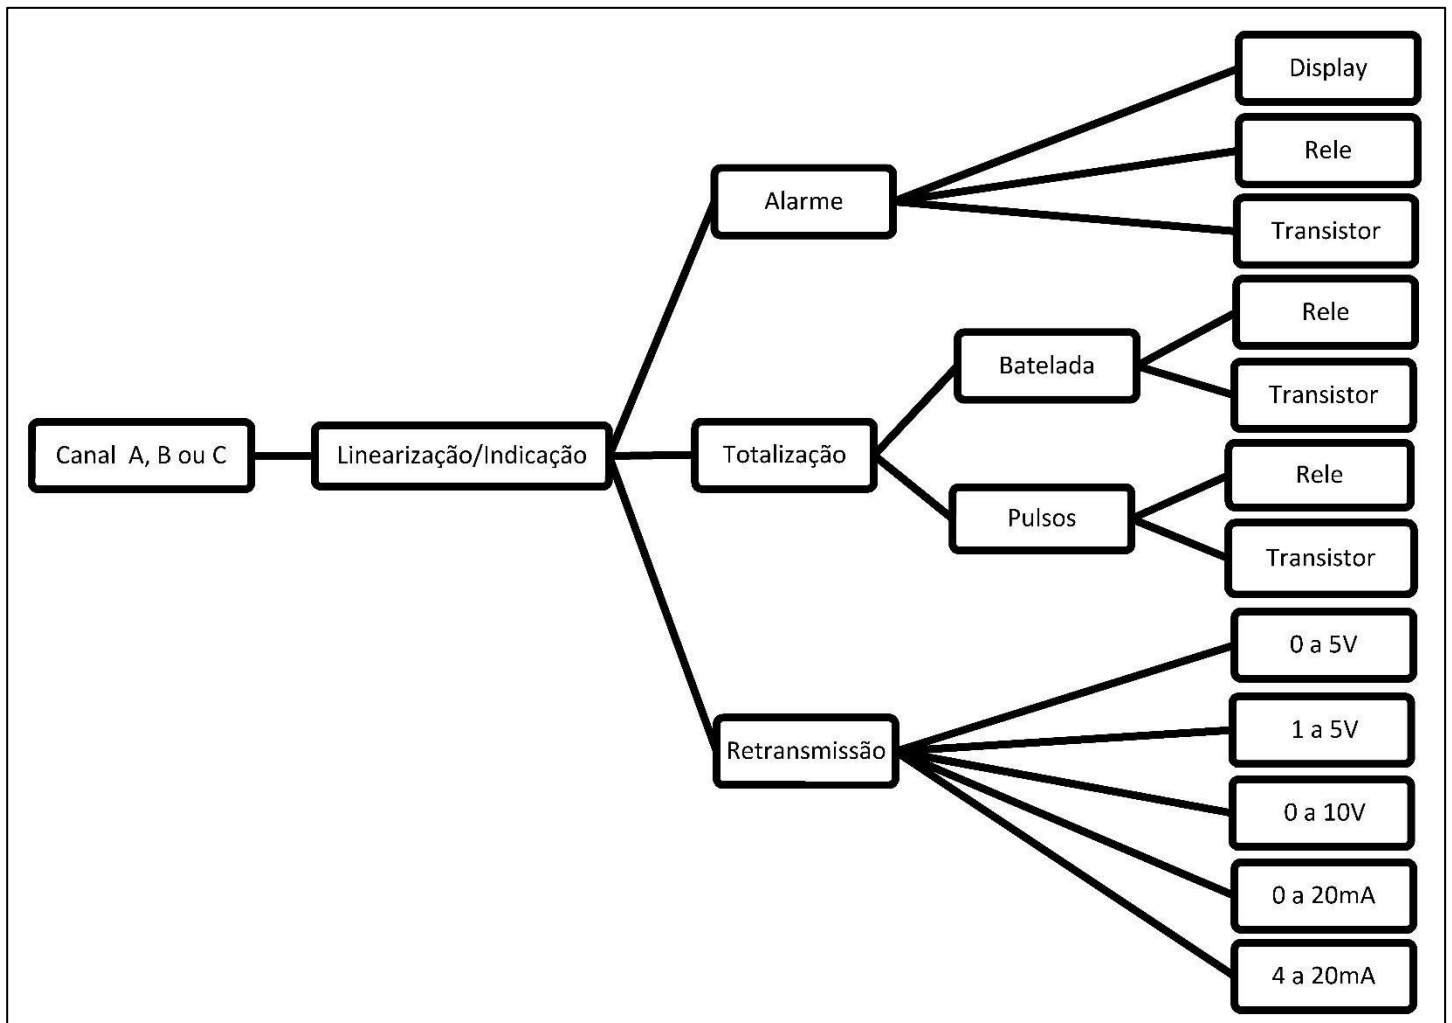 Canal A, B ou C
Linearização/Indicação
Alarme
Display
Rele
Transistor
Totalização
Batelada
Rele
Transistor
Pulsos
Rele
Transistor
Retransmissão
0 a 5V
1 a 5V
0 a 10V
0 a 20mA
4 a 20mA